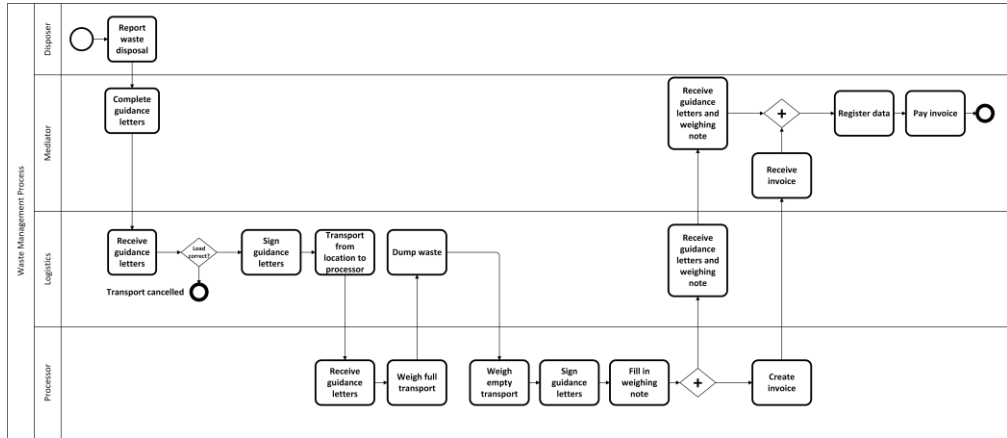 Waste Management Process
Disposer
Report
waste
disposal
Mediator
Complete
guidance
letters
Receive
guidance
letters and
weighing
note
+
Register data
Pay invoice
Receive
invoice
Logistics
Receive
guidance
letters
Load
correct?
Sign
guidance
letters
Transport
from
location to
processor
Dump waste
Receive
guidance
letters and
weighing
note
Transport cancelled
Processor
Receive
guidance
letters
Weigh full
transport
Weigh
empty
transport
Sign
guidance
letters
Fill in
weighing
note
+
Create
invoice